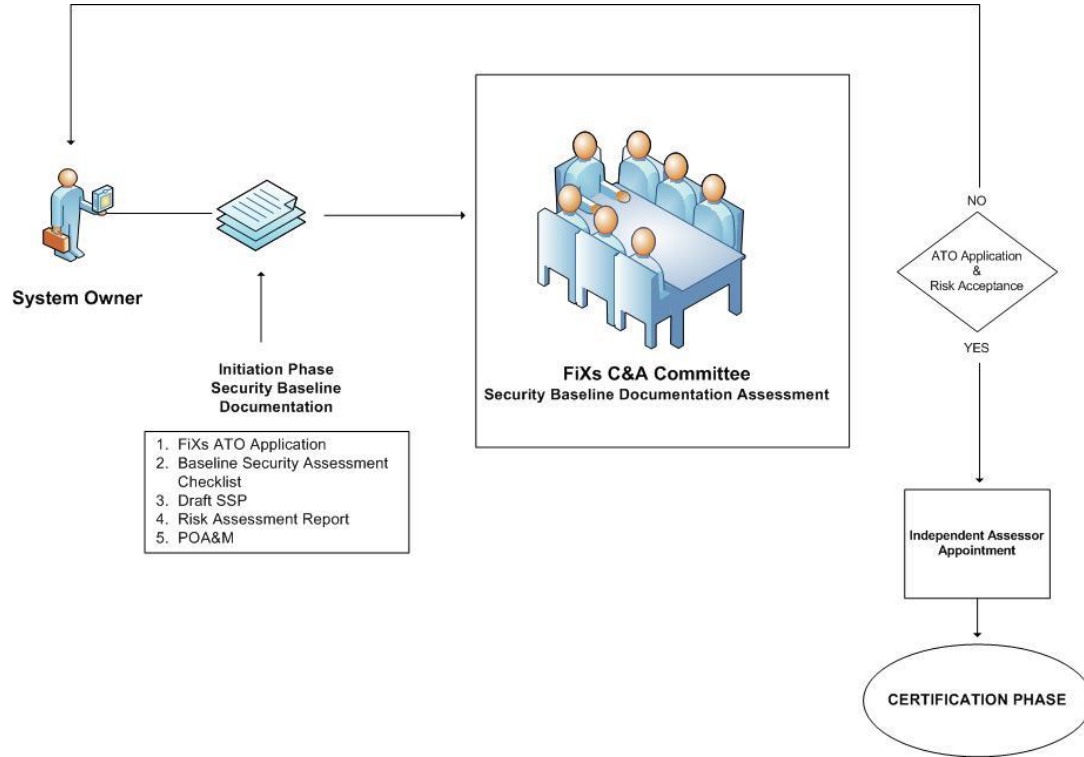 System Owner
Initiation Phase
Security Baseline
Documentation
1. FiXs ATO Application
2. Baseline Security Assessment
Checklist
3. Draft SSP
4. Risk Assessment Report
5. POA&M
FiXs C&A Committee
Security Baseline Documentation Assessment
NO
ATO Application
&
Risk Acceptance
YES
Independent Assessor
Appointment
CERTIFICATION PHASE